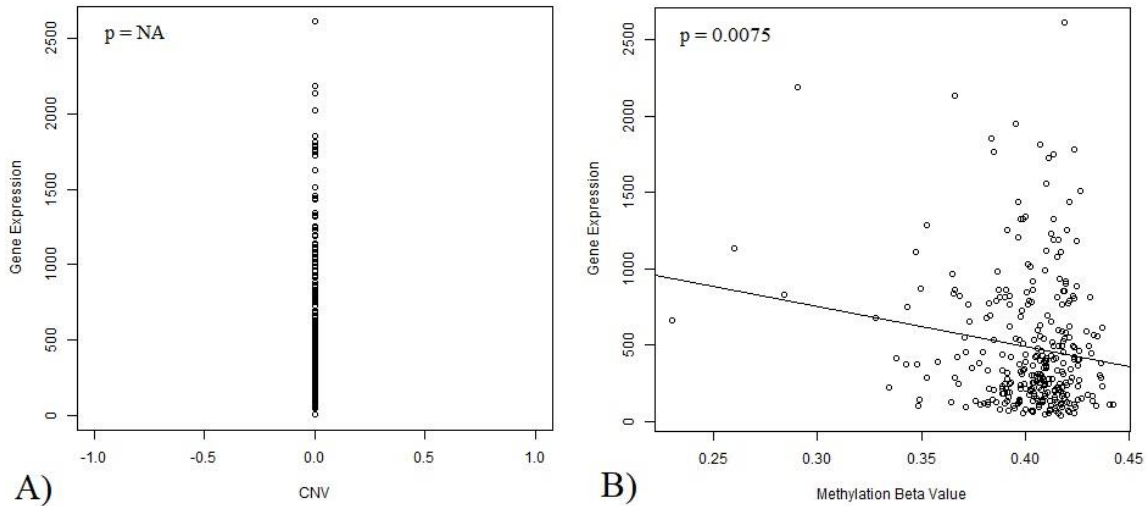 p = NA
Gene Expression
2500
2000
1500
1000
500
0
-1.0
-0.5
0.0
0.5
1.0
CNV
A)
p = 0.0075
Gene Expression
2500
2000
1500
1000
500
0
0.25
0.30
0.35
0.40
0.45
Methylation Beta Value
B)